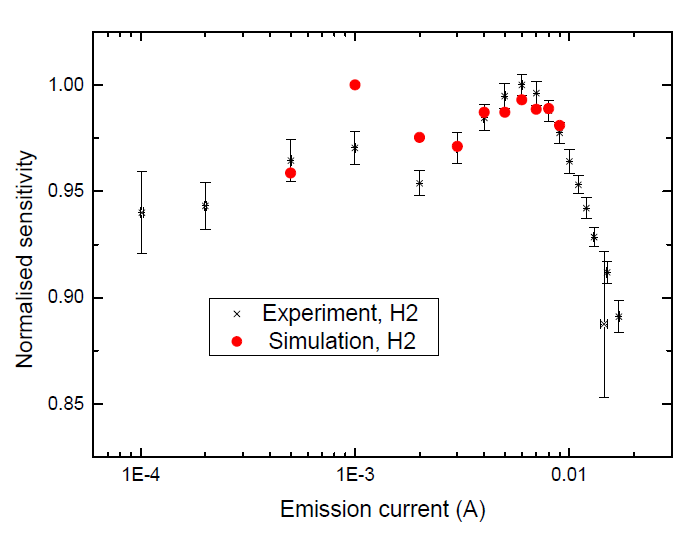 1.00
0.95
0.90
0.85
Normalised sensitivity
Experiment, H2
Simulation, H2
1E-4
1E-3
0.01
Emission current (A)